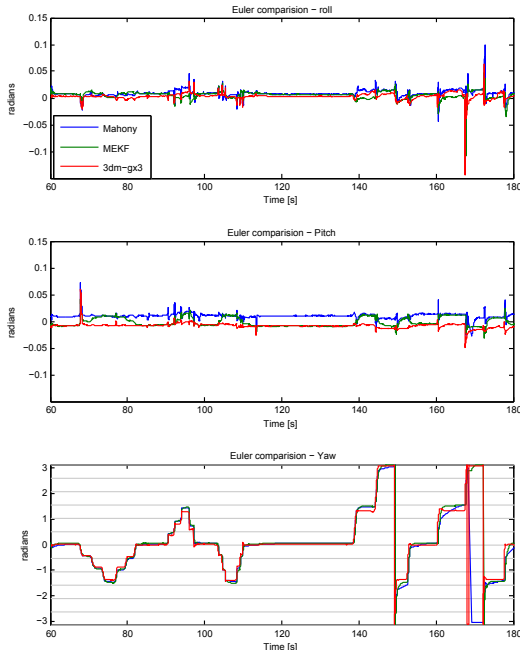 Euler comparision − roll
0.15
0.1
0.05
0
−0.05
−0.1
radians
Mahony
MEKF
3dm−gx3
60 80 100 120 140 160 180
Time [s]
Euler comparision − Pitch
0.15
0.1
0.05
0
−0.05
−0.1
radians
60 80 100 120 140 160 180
Time [s]
Euler comparision − Yaw
3
2
1
0
−1
−2
−3
radians
60 80 100 120 140 160 180
Time [s]